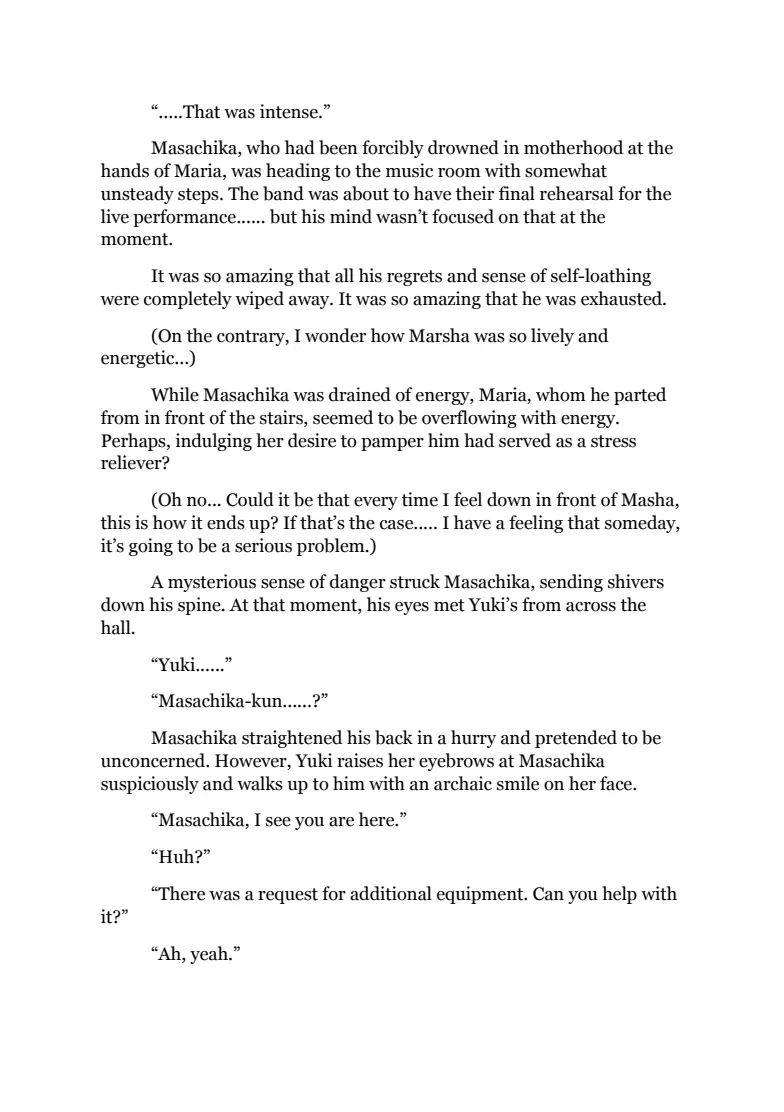 “.....That was intense.”
Masachika, who had been forcibly drowned in motherhood at the
hands of Maria, was heading to the music room with somewhat
unsteady steps. The band was about to have their final rehearsal for the
live performance...... but his mind wasn’t focused on that at the
moment.
It was so amazing that all his regrets and sense of self-loathing
were completely wiped away. It was so amazing that he was exhausted.
(On the contrary, I wonder how Marsha was so lively and
energetic...)
While Masachika was drained of energy, Maria, whom he parted
from in front of the stairs, seemed to be overflowing with energy.
Perhaps, indulging her desire to pamper him had served as a stress
reliever?
(Oh no... Could it be that every time I feel down in front of Masha,
this is how it ends up? If that’s the case..... I have a feeling that someday,
it’s going to be a serious problem.)
A mysterious sense of danger struck Masachika, sending shivers
down his spine. At that moment, his eyes met Yuki’s from across the
hall.
“Yuki......”
“Masachika-kun......?”
Masachika straightened his back in a hurry and pretended to be
unconcerned. However, Yuki raises her eyebrows at Masachika
suspiciously and walks up to him with an archaic smile on her face.
“Masachika, I see you are here.”
“Huh?”
“There was a request for additional equipment. Can you help with
it?”
“Ah, yeah.”